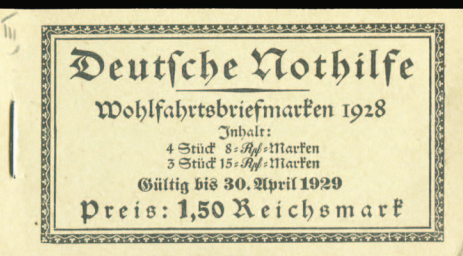 III
Deutsche Nothilfe
Wohlfahrtsbriefmarken 1928
Inhalt:
4 Stück 8=Rpf=Marken
3 Stück 15=Rpf=Marken
Gültig bis 30. April 1929
Preis: 1,50 Reichsmark